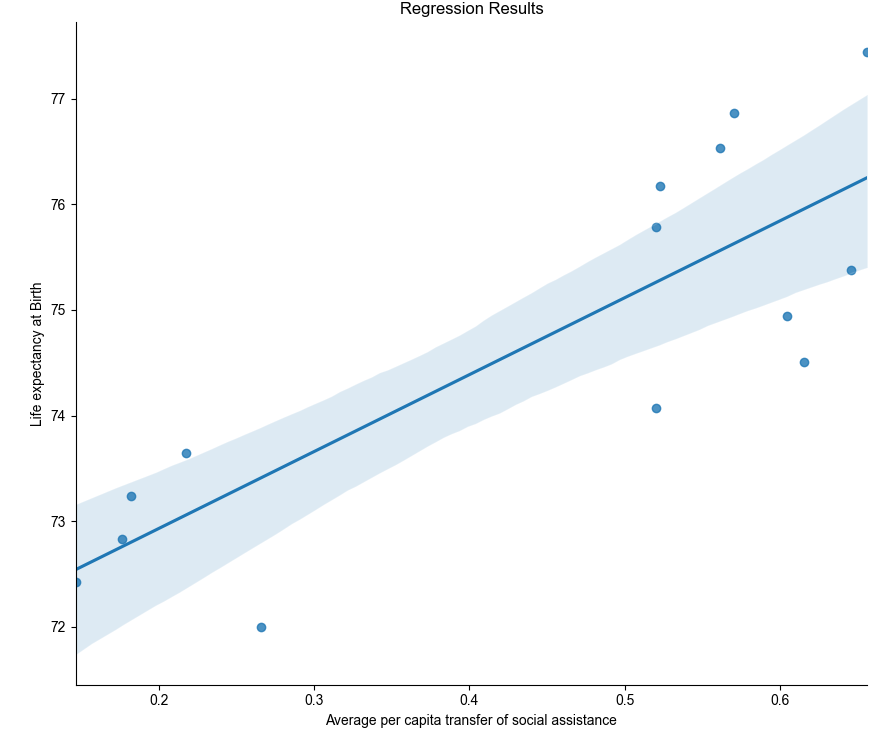 Regression Results
77
76
75
74
73
72
Life expectancy at Birth
0.2 0.3 0.4 0.5 0.6
Average per capita transfer of social assistance